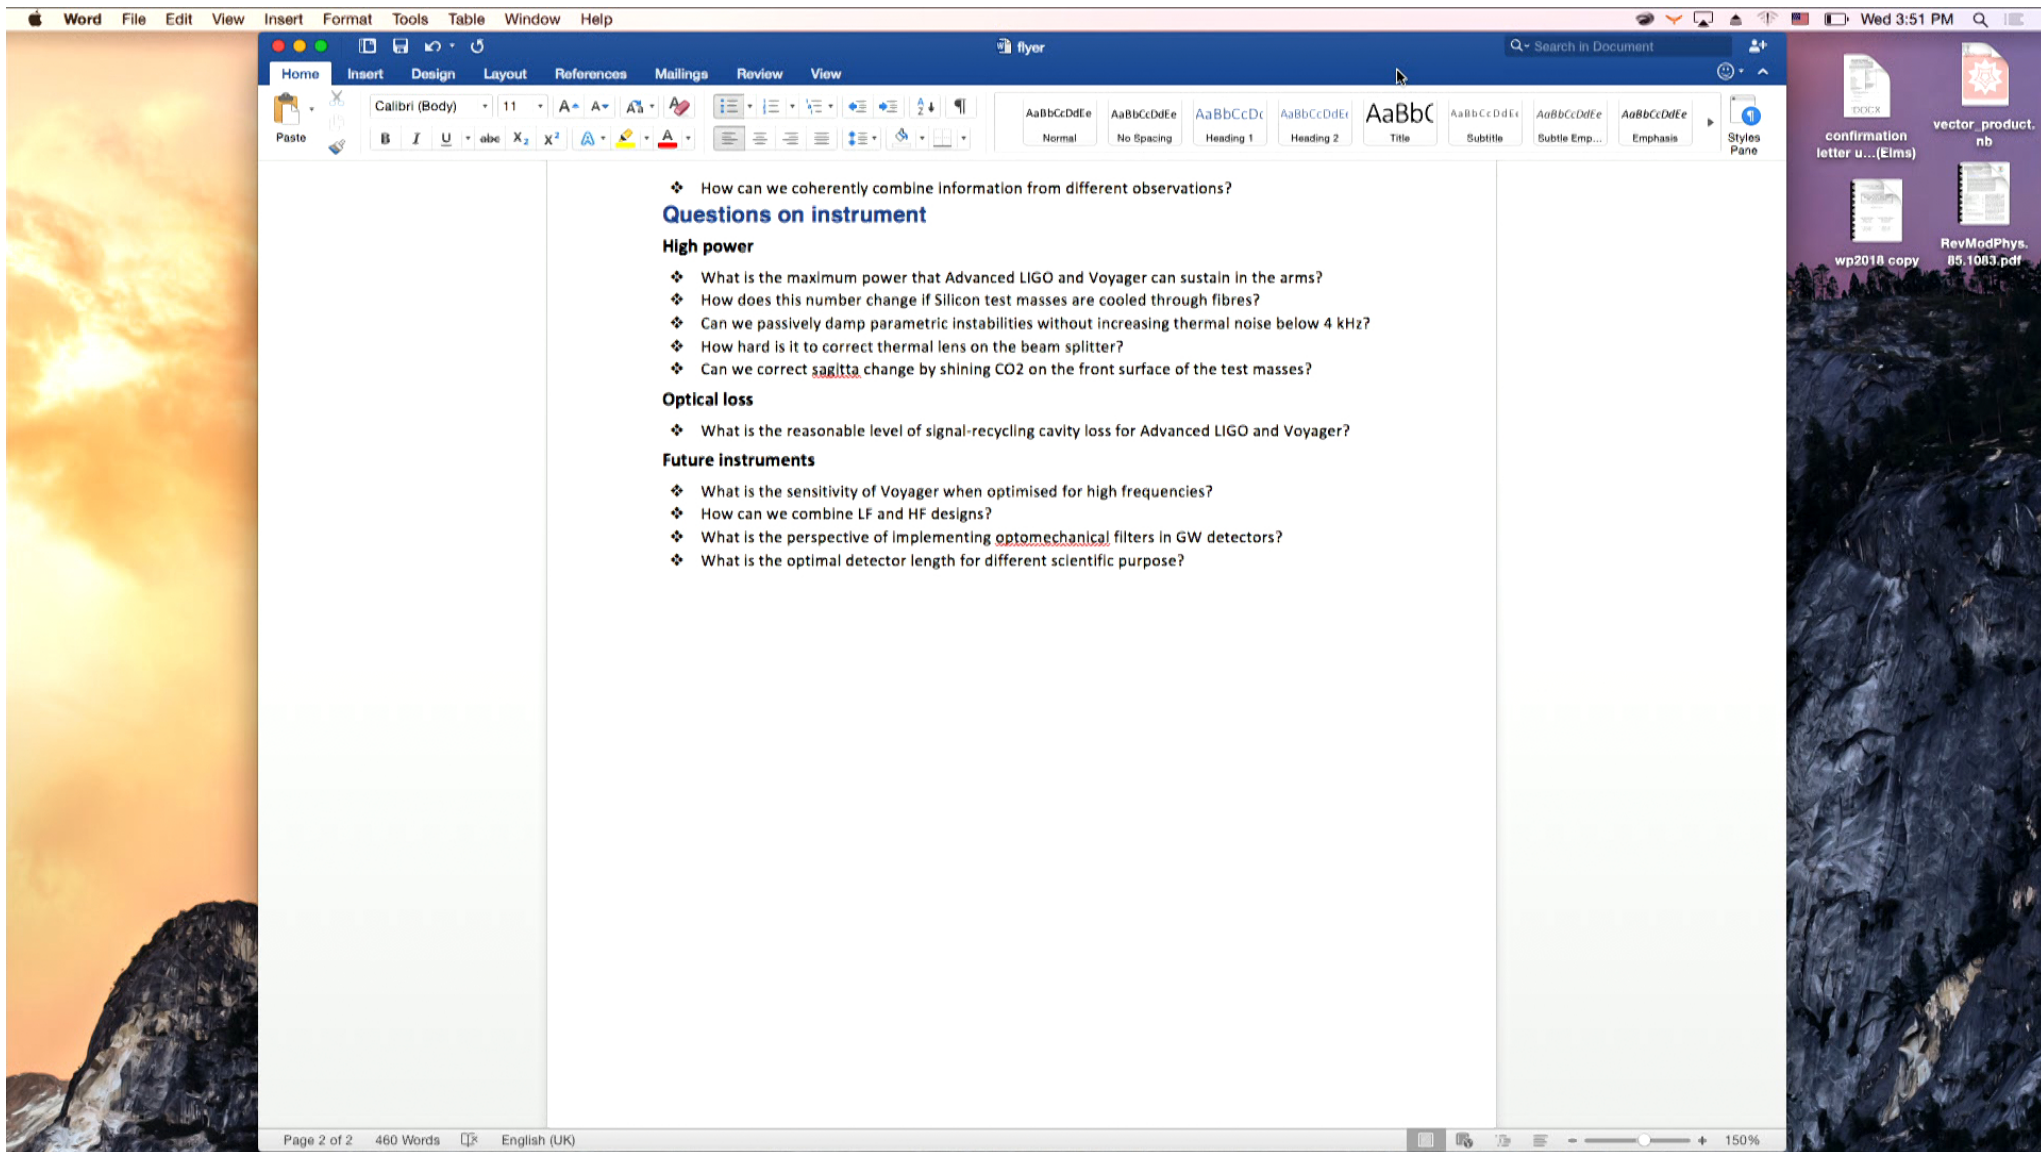 Word File Edit View Insert Format Tools Table Window Help Wed 3:51 PM
flyer
Search in Document
Home Insert Design Layout References Mailings Review View
Paste
Calibri (Body) 11
AaBbCcDdEe AaBbCcDdEe AaBbCcDc AaBbCcDdEe AaBbC AaBbCcDdEe AaBbCcDdEe AaBbCcDdEe
Normal No Spacing Heading 1 Heading 2 Title Subtitle Subtle Emp... Emphasis
Styles
Pane
❖ How can we coherently combine information from different observations?
Questions on instrument
High power
❖ What is the maximum power that Advanced LIGO and Voyager can sustain in the arms?
❖ How does this number change if Silicon test masses are cooled through fibres?
❖ Can we passively damp parametric instabilities without increasing thermal noise below 4 kHz?
❖ How hard is it to correct thermal lens on the beam splitter?
❖ Can we correct sagitta change by shining CO2 on the front surface of the test masses?
Optical loss
❖ What is the reasonable level of signal-recycling cavity loss for Advanced LIGO and Voyager?
Future instruments
❖ What is the sensitivity of Voyager when optimised for high frequencies?
❖ How can we combine LF and HF designs?
❖ What is the perspective of implementing optomechanical filters in GW detectors?
❖ What is the optimal detector length for different scientific purpose?
Page 2 of 2 460 Words English (UK) 150%
DOCX
confirmation
letter u...(Elms)
vector_product.
nb
wp2018 copy
RevModPhys.
85.1083.pdf